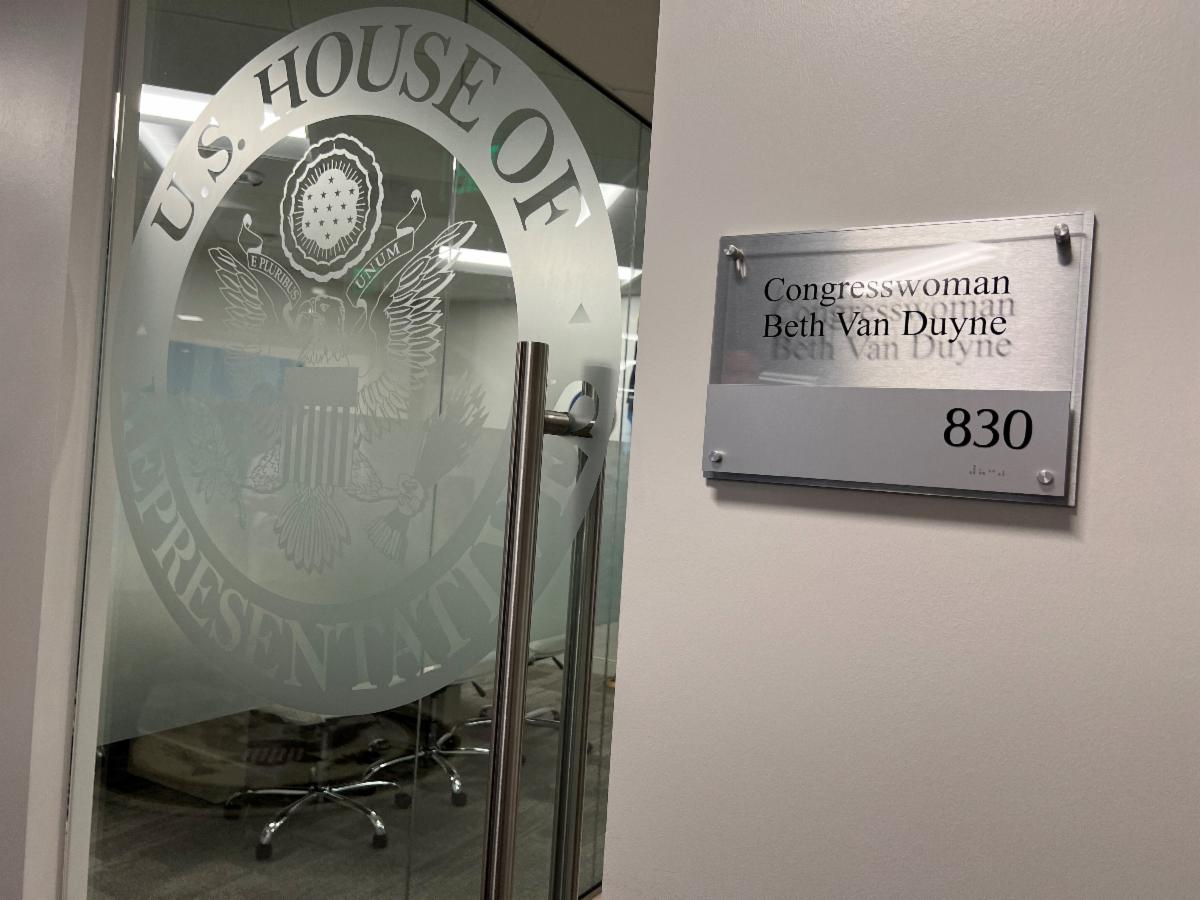 U.S. HOUSE OF
E PLURIBUS UNUM
REPRESENTATIVES
Congresswoman
Beth Van Duyne
830